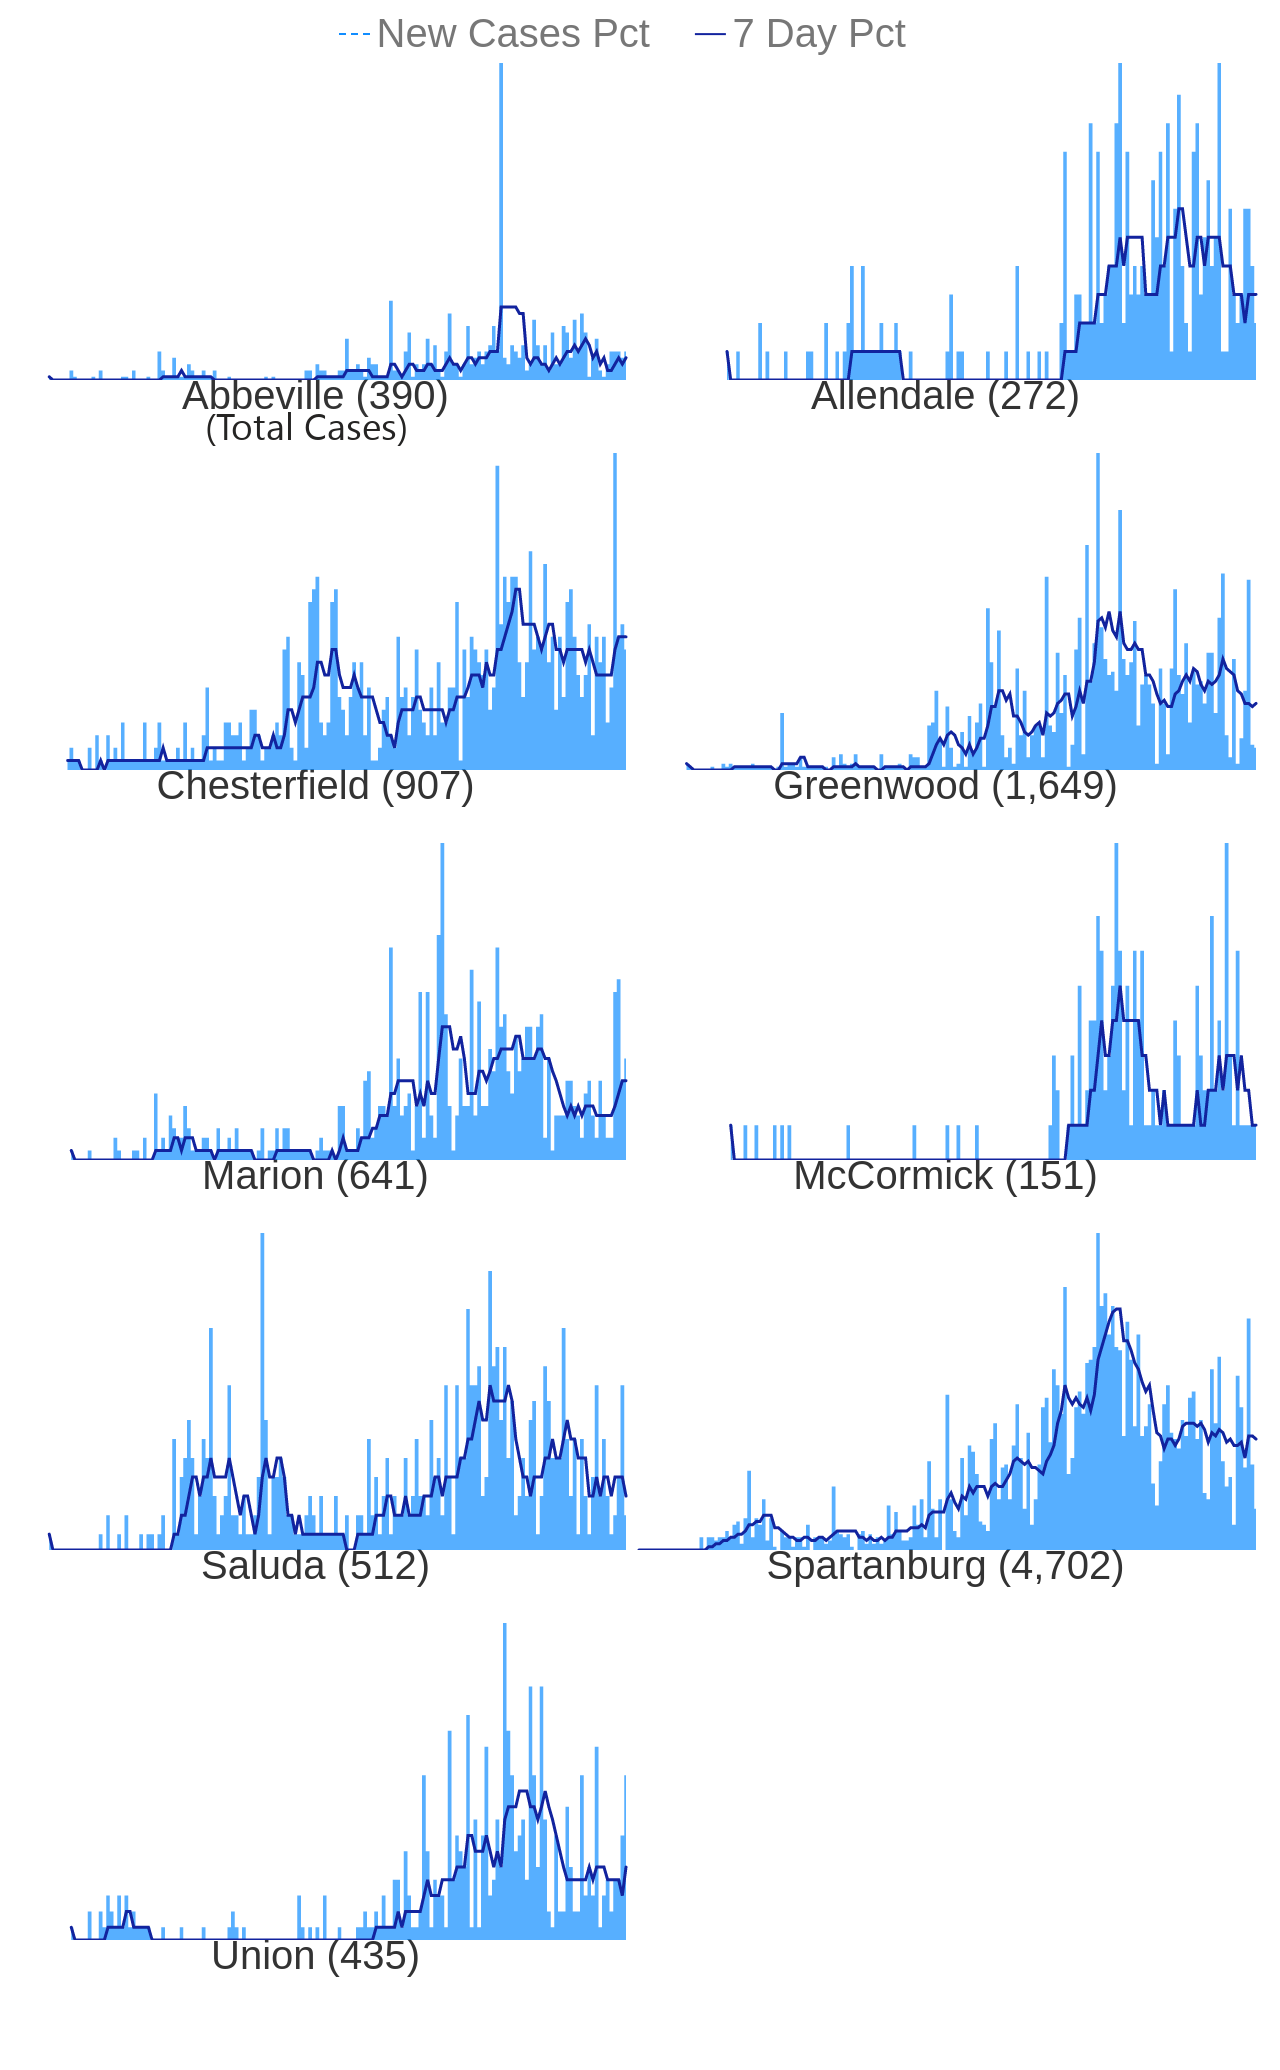 New Cases Pct 7 Day Pct
Abbeville (390) Allendale (272)
(Total Cases)
Chesterfield (907) Greenwood (1,649)
Marion (641) McCormick (151)
Saluda (512) Spartanburg (4,702)
Union (435)